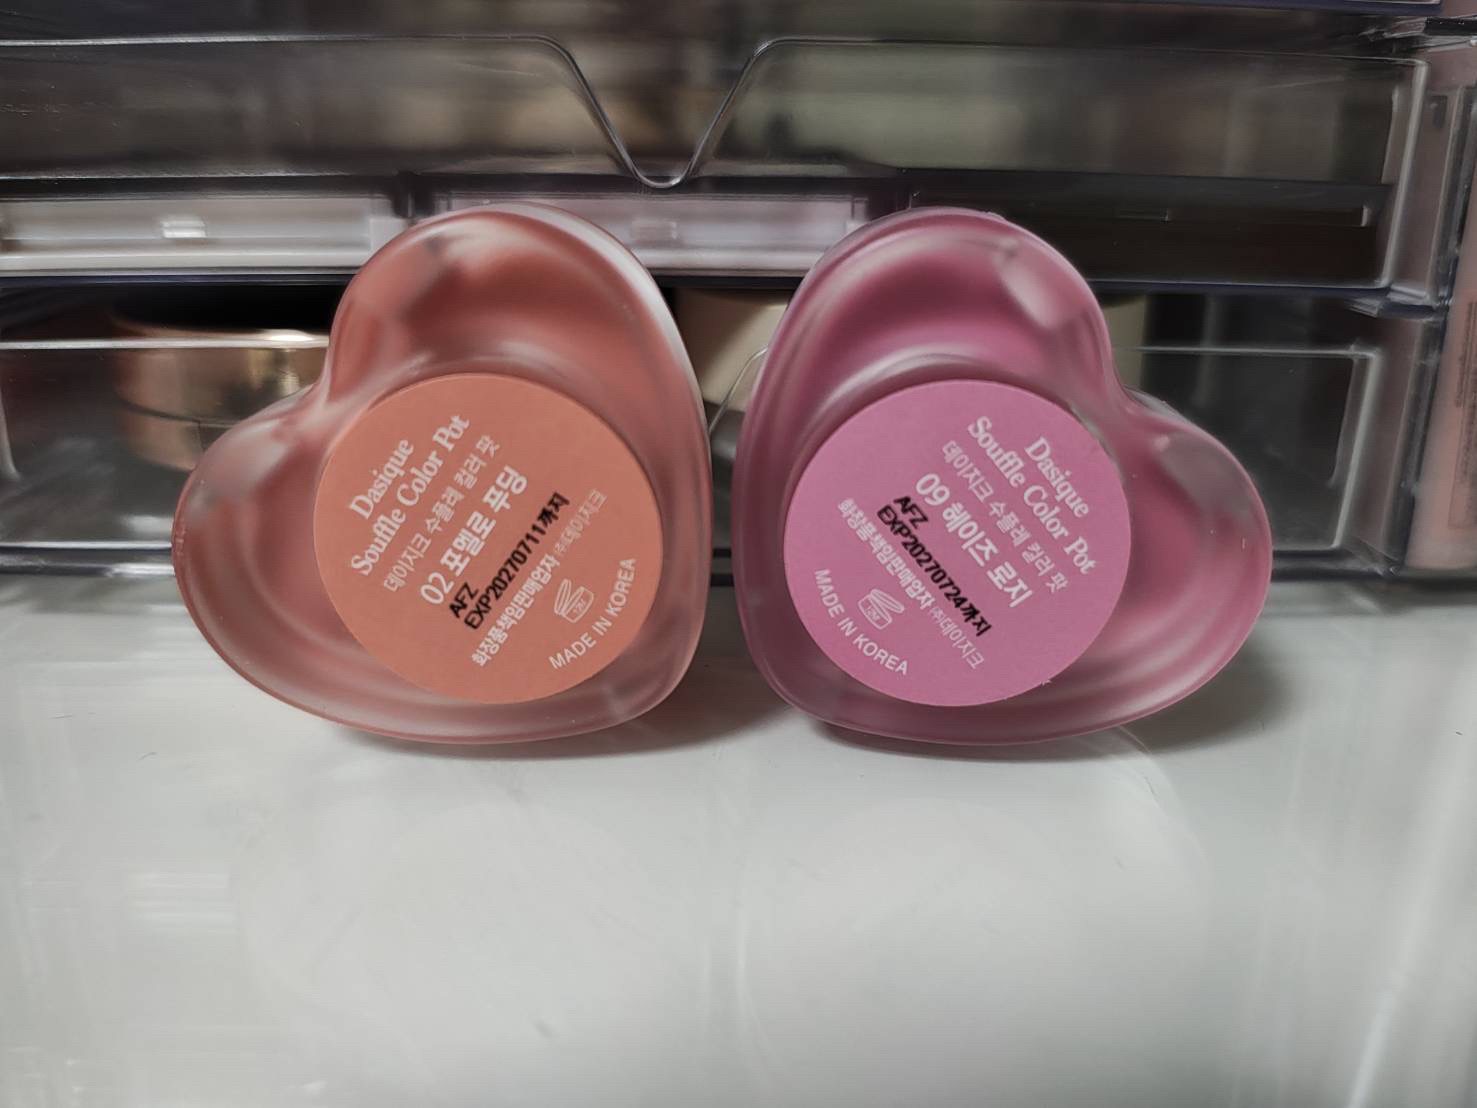 Dasique
Souffle Color Pot
데이지크 수플레 컬러 팟
02 포멜로 푸딩
AFZ
EXP20270711까지
화장품책임판매업자 (주)데이지크
12M
MADE IN KOREA
Dasique
Souffle Color Pot
데이지크 수플레 컬러 팟
09 헤이즈 로지
AFZ
EXP20270724까지
화장품책임판매업자 (주)데이지크
12M
MADE IN KOREA